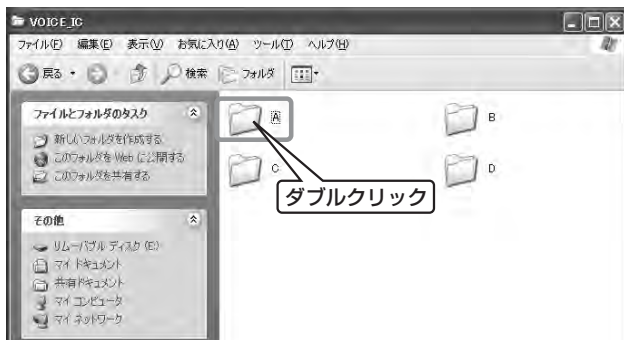 VOICE_IC
ファイル(F) 編集(E) 表示(V) お気に入り(A) ツール(T) ヘルプ(H)
戻る 検索 フォルダ
ファイルとフォルダのタスク
新しいフォルダを作成する
このフォルダを Web に公開する
このフォルダを共有する
その他
リムーバブル ディスク (E:)
マイ ドキュメント
共有ドキュメント
マイ コンピュータ
マイ ネットワーク
A B
C D
ダブルクリック